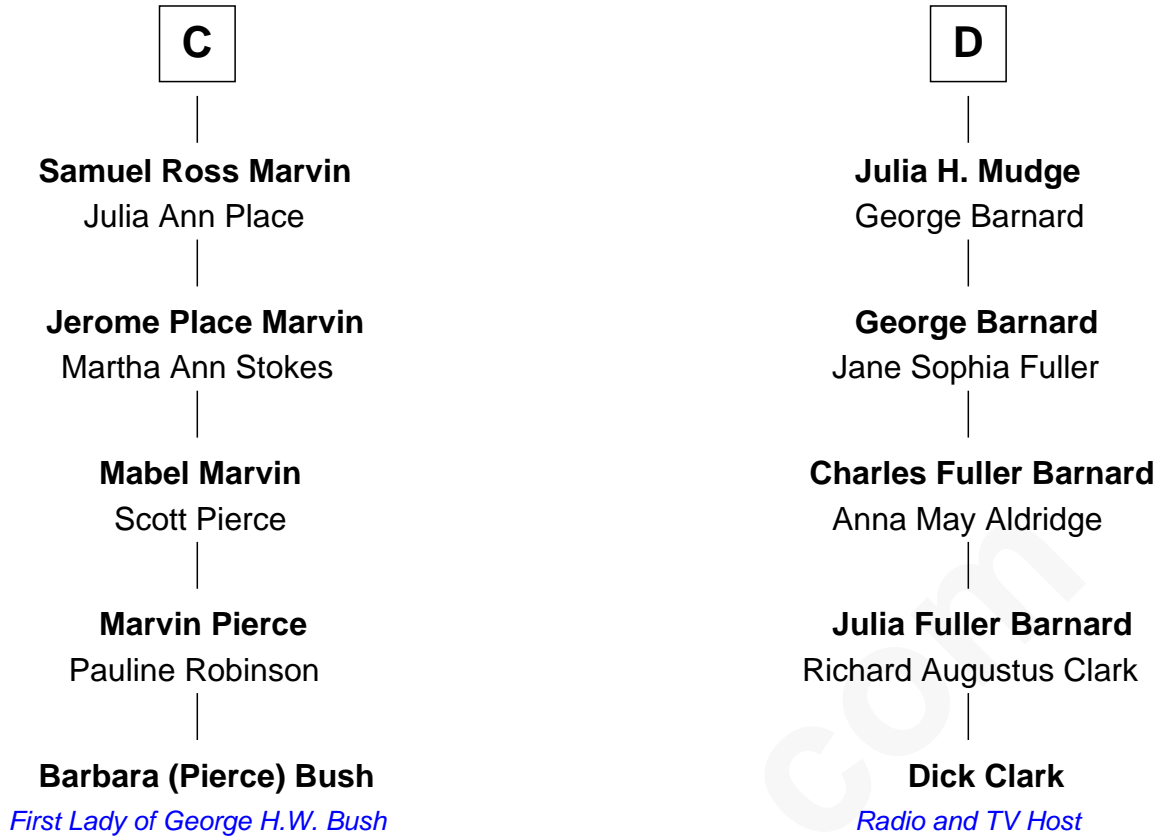 C
Samuel Ross Marvin
Julia Ann Place
Jerome Place Marvin
Martha Ann Stokes
Mabel Marvin
Scott Pierce
Marvin Pierce
Pauline Robinson
Barbara (Pierce) Bush
First Lady of George H.W. Bush
D
Julia H. Mudge
George Barnard
George Barnard
Jane Sophia Fuller
Charles Fuller Barnard
Anna May Aldridge
Julia Fuller Barnard
Richard Augustus Clark
Dick Clark
Radio and TV Host
com